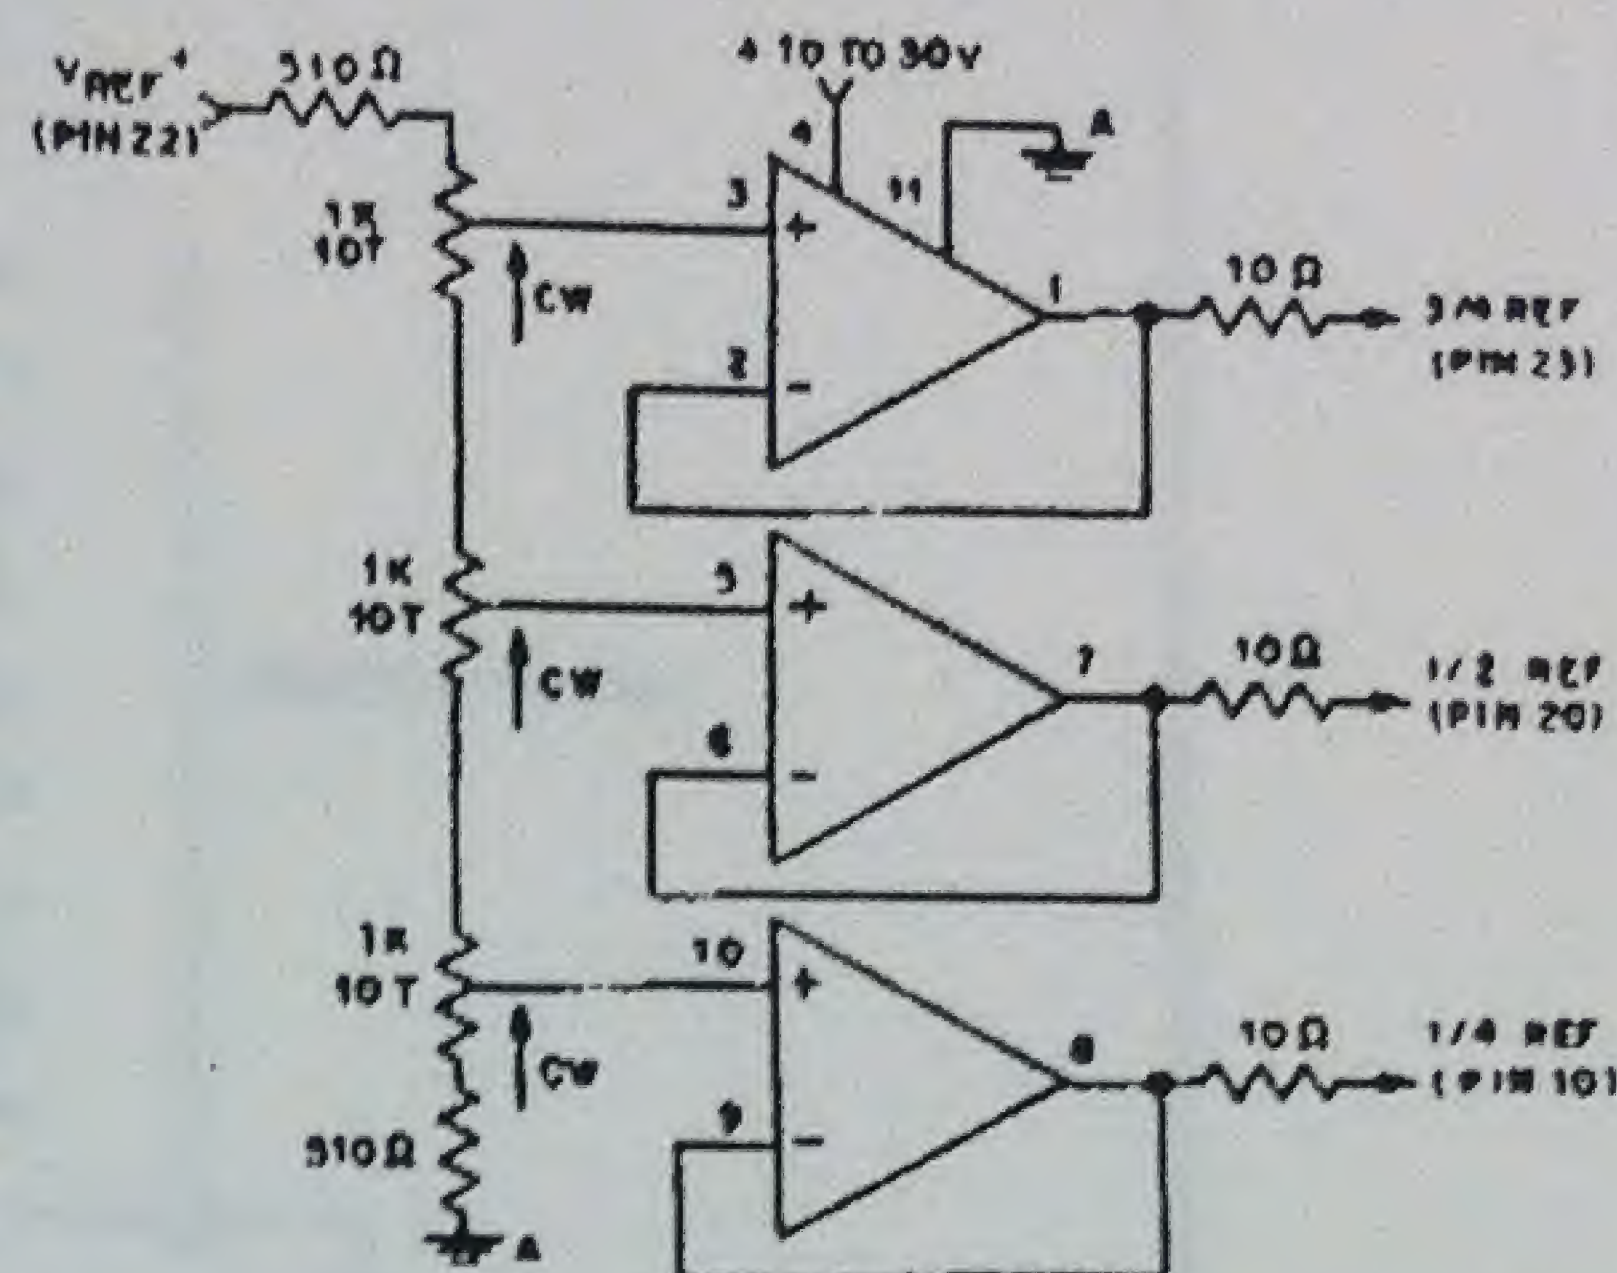 VREF+
(PIN 22)
510Ω
+10 TO 30V
4
11
A
3
+
1K
10T
CW
2
-
1
10Ω
3/4 REF
(PIN 23)
1K
10T
CW
5
+
6
-
7
10Ω
1/2 REF
(PIN 20)
1K
10T
CW
10
+
9
-
8
10Ω
1/4 REF
(PIN 10)
510Ω
A